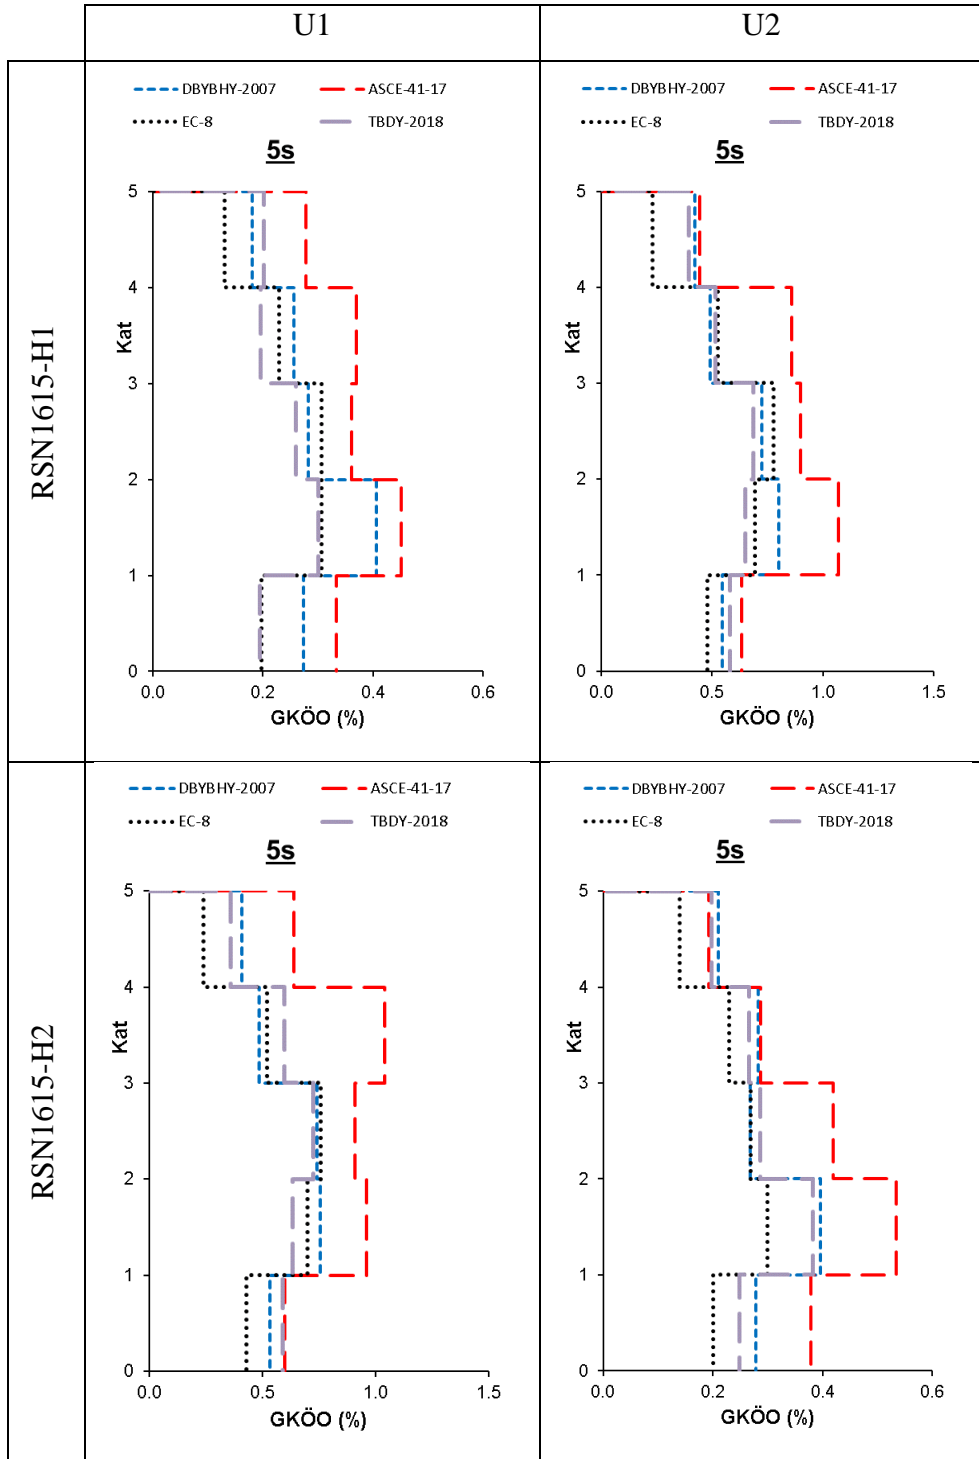 U1
U2
RSN1615-H1
DBYBHY-2007
ASCE-41-17
EC-8
TBDY-2018
5s
5
4
3
2
1
0
Kat
0.0 0.2 0.4 0.6
GKÖO (%)
DBYBHY-2007
ASCE-41-17
EC-8
TBDY-2018
5s
5
4
3
2
1
0
Kat
0.0 0.5 1.0 1.5
GKÖO (%)
RSN1615-H2
DBYBHY-2007
ASCE-41-17
EC-8
TBDY-2018
5s
5
4
3
2
1
0
Kat
0.0 0.5 1.0 1.5
GKÖO (%)
DBYBHY-2007
ASCE-41-17
EC-8
TBDY-2018
5s
5
4
3
2
1
0
Kat
0.0 0.2 0.4 0.6
GKÖO (%)